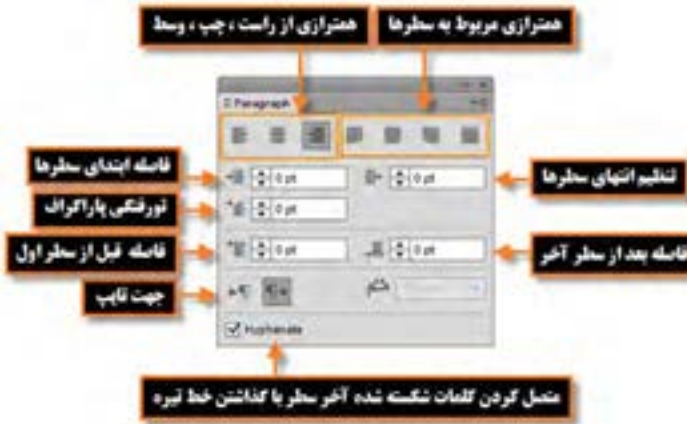 همترازی از راست ، چپ ، وسط
همترازی مربوط به سطرها
Paragraph
فاصله ابتدای سطرها
0 pt
0 pt
تنظیم انتهای سطرها
تورفتگی پاراگراف
0 pt
فاصله قبل از سطر اول
0 pt
0 pt
فاصله بعد از سطر آخر
جهت تایپ
Hyphenate
متصل کردن کلمات شکسته شده آخر سطر با گذاشتن خط تیره